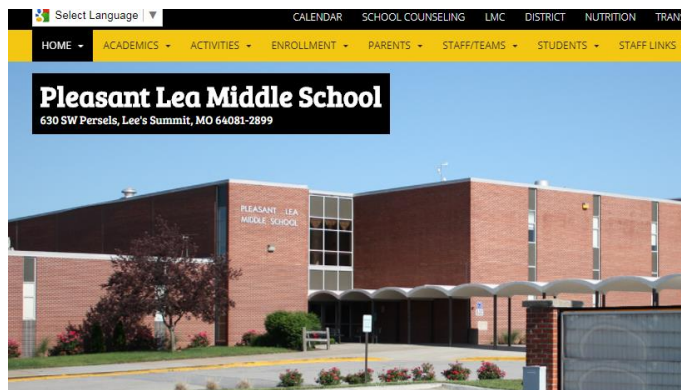 Select Language ▼
CALENDAR SCHOOL COUNSELING LMC DISTRICT NUTRITION
HOME ACADEMICS ACTIVITIES ENROLLMENT PARENTS STAFF/TEAMS STUDENTS STAFF LINKS
Pleasant Lea Middle School
630 SW Persels, Lee's Summit, MO 64081-2899
PLEASANT LEA
MIDDLE SCHOOL